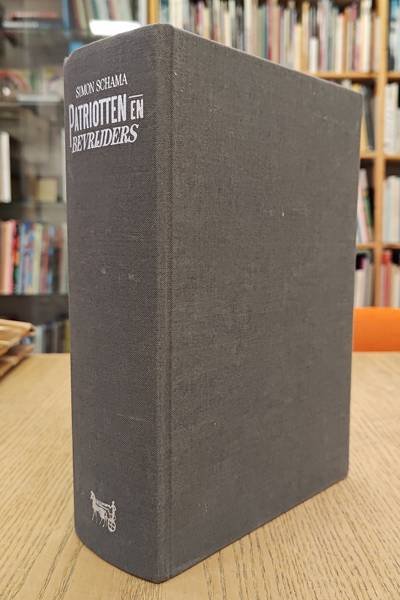 SIMON SCHAMA
PATRIOTTEN EN
BEVRIJDERS